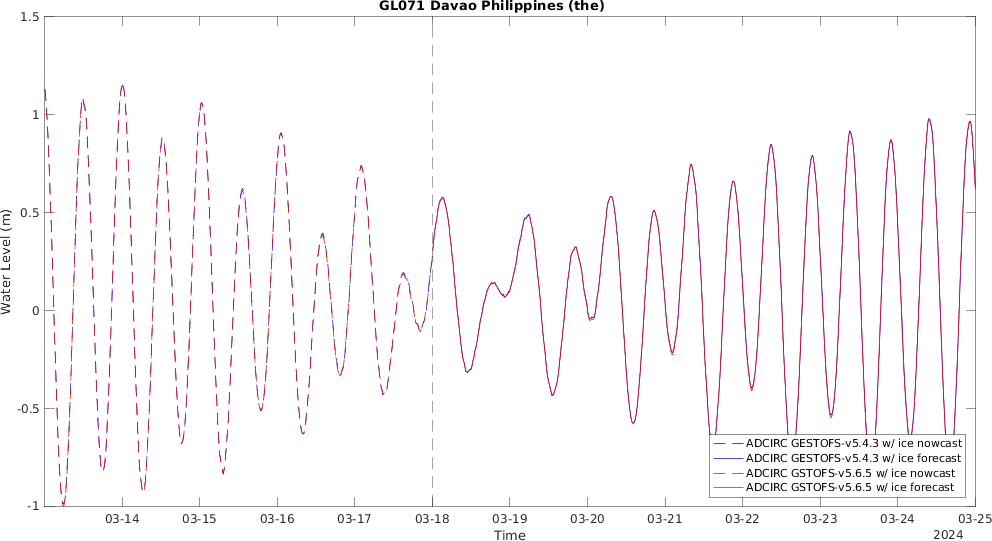 GL071 Davao Philippines (the)
1.5
1
0.5
0
-0.5
-1
Water Level (m)
ADCIRC GESTOFS-v5.4.3 w/ ice nowcast
ADCIRC GESTOFS-v5.4.3 w/ ice forecast
ADCIRC GSTOFS-v5.6.5 w/ ice nowcast
ADCIRC GSTOFS-v5.6.5 w/ ice forecast
03-14 03-15 03-16 03-17 03-18 03-19 03-20 03-21 03-22 03-23 03-24 03-25
Time
2024